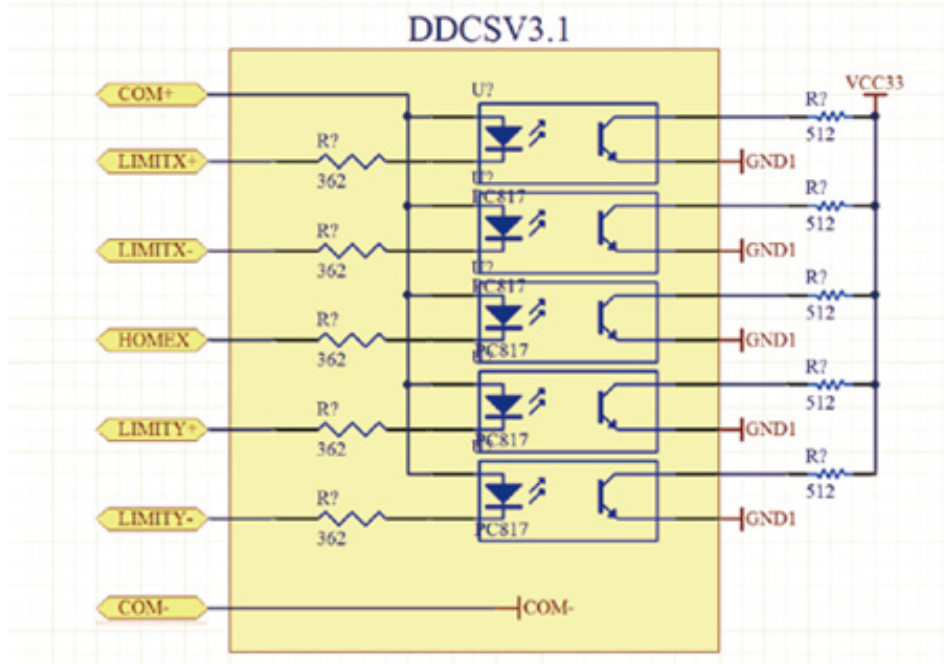 DDCSV3.1
COM+
U?
R?
VCC33
512
R?
LIMITX+
362
GND1
U?
PC817
R?
512
R?
LIMITX-
362
GND1
U?
PC817
R?
512
R?
HOMEX
362
GND1
PC817
R?
512
R?
LIMITY+
362
GND1
PC817
R?
512
R?
LIMITY-
362
GND1
PC817
COM-
COM-